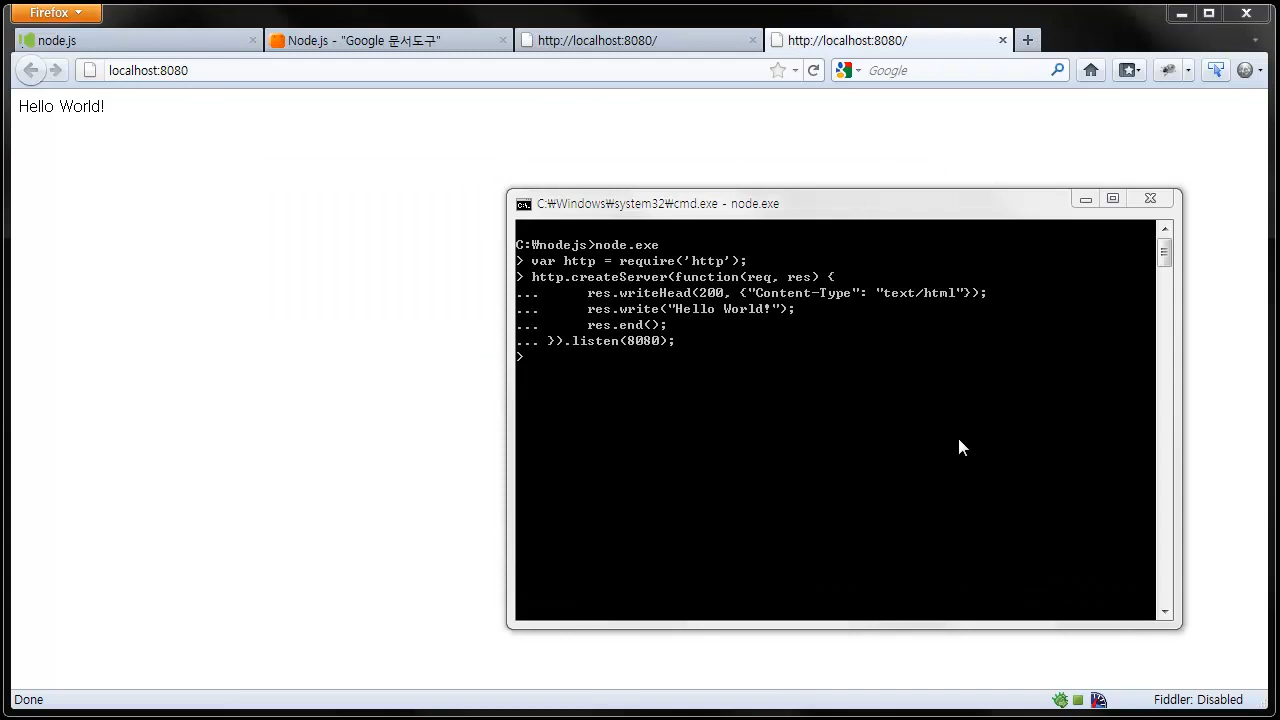 Firefox
node.js
Node.js - "Google 문서도구"
http://localhost:8080/
http://localhost:8080/
localhost:8080
Google
Hello World!
C:₩Windows₩system32₩cmd.exe - node.exe
C:₩nodejs>node.exe
> var http = require('http');
> http.createServer(function(req, res) {
...      res.writeHead(200, {"Content-Type": "text/html"});
...      res.write("Hello World!");
...      res.end();
... }).listen(8080);
>
Done
Fiddler: Disabled